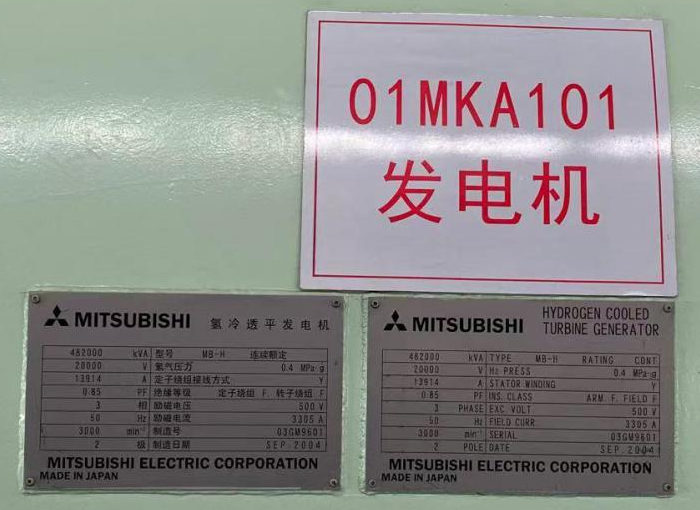 01MKA101
发电机
MITSUBISHI 氢冷透平发电机
482000 kVA 型号 MB-H 连续额定
20000 V 氢气压力 0.4 MPa·g
13914 A 定子绕组接线方式 Y
0.85 PF 绝缘等级 定子绕组 F. 转子绕组 F
3 相 励磁电压 500 V
50 Hz 励磁电流 3305 A
3000 min⁻¹ 制造号 03GM9601
2 极 制造日期 SEP.2004
MITSUBISHI ELECTRIC CORPORATION
MADE IN JAPAN
MITSUBISHI HYDROGEN COOLED
TURBINE GENERATOR
482000 kVA TYPE MB-H RATING CONT
20000 V H₂ PRESS 0.4 MPa·g
13914 A STATOR WINDING Y
0.85 PF INS. CLASS ARM. F. FIELD F
3 PHASE EXC. VOLT 500 V
50 Hz FIELD CURR 3305 A
3000 min⁻¹ SERIAL 03GM9601
2 POLE DATE SEP.2004
MITSUBISHI ELECTRIC CORPORATION
MADE IN JAPAN